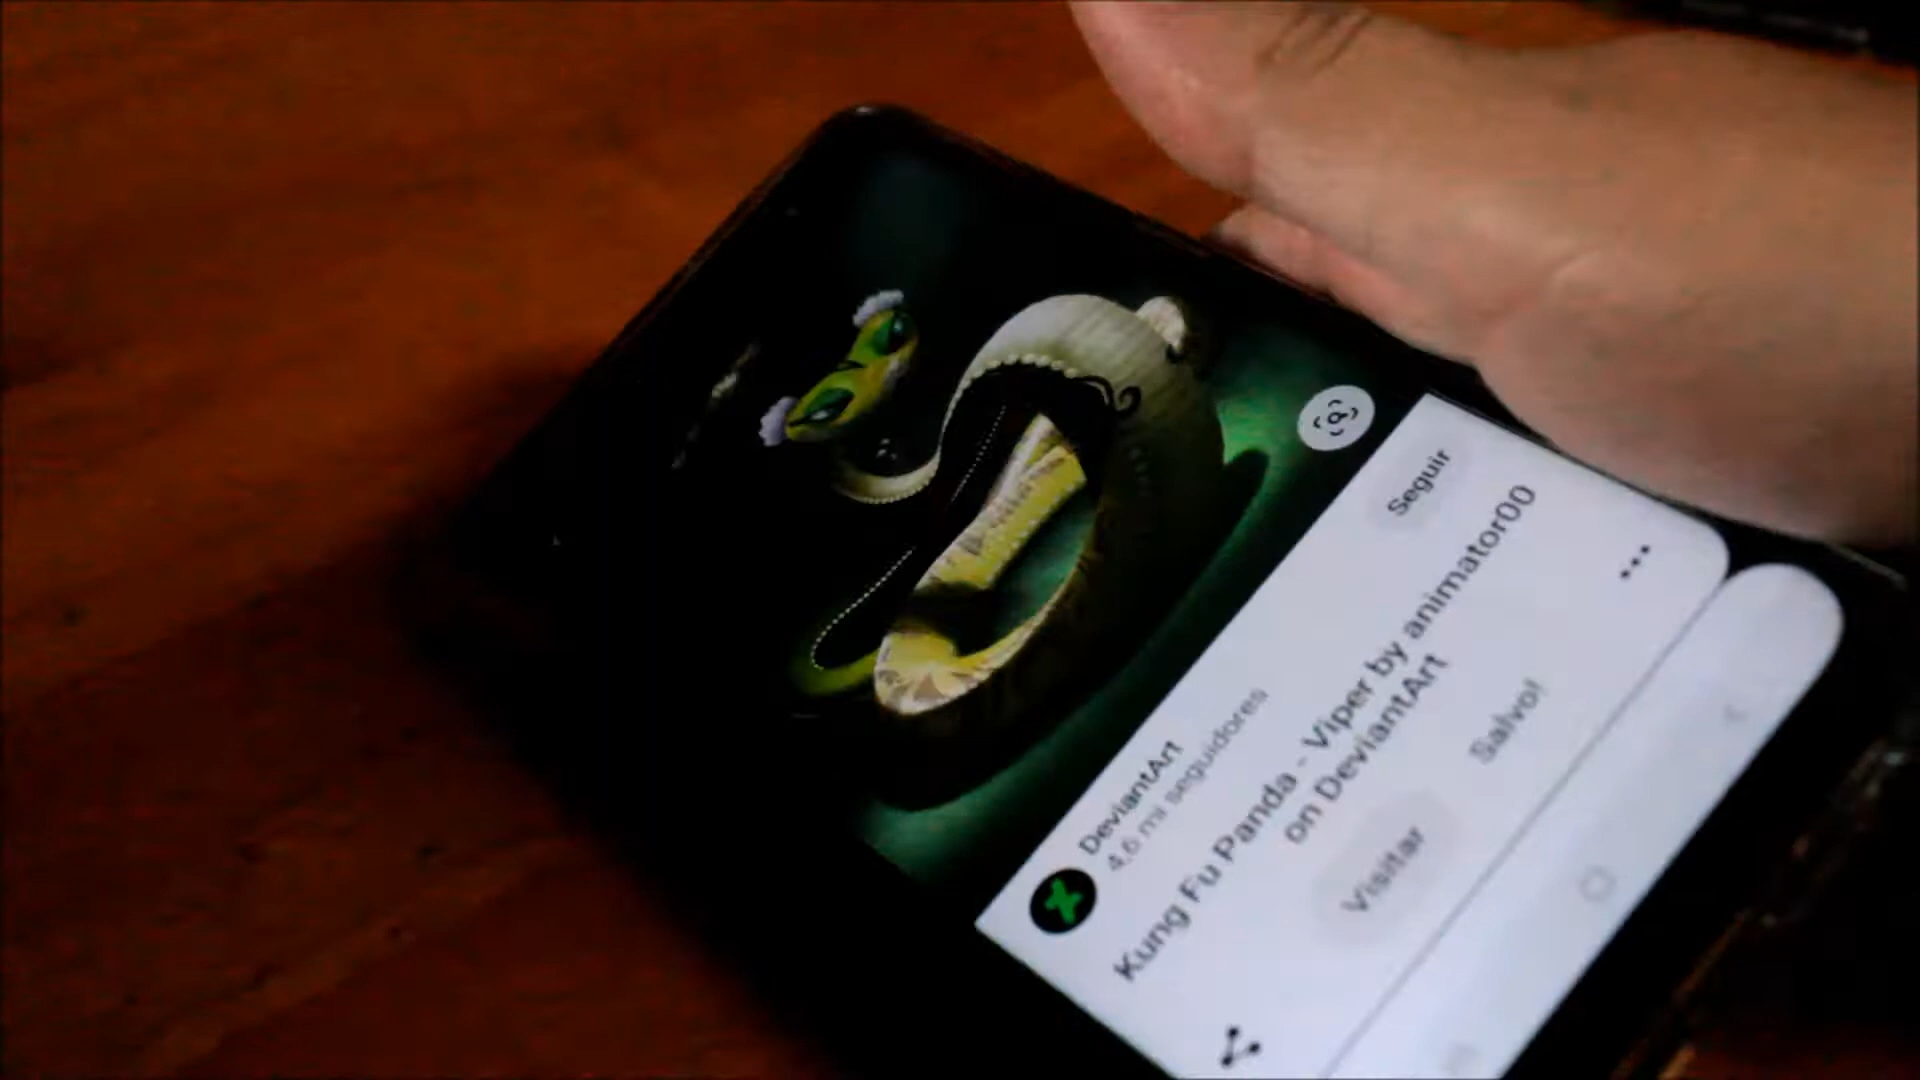 DeviantArt
4,6 mi seguidores
Seguir
Kung Fu Panda - Viper by animator00
on DeviantArt
Visitar
Salvo!